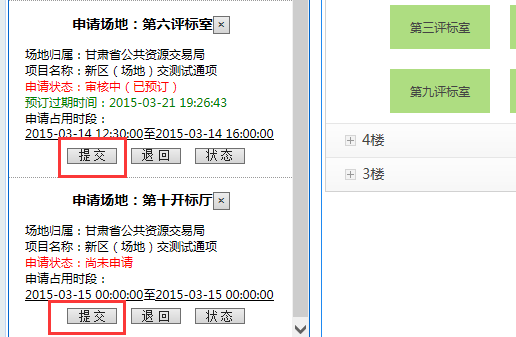 申请场地：第六评标室
场地归属：甘肃省公共资源交易局
项目名称：新区（场地）交测试通项
申请状态：审核中（已预订）
预订过期时间：2015-03-21 19:26:43
申请占用时段：
2015-03-14 12:30:00至2015-03-14 16:00:00
提 交 退 回 状 态
申请场地：第十开标厅
场地归属：甘肃省公共资源交易局
项目名称：新区（场地）交测试通项
申请状态：尚未申请
申请占用时段：
2015-03-15 00:00:00至2015-03-15 00:00:00
提 交 退 回 状 态
第三评标室
第九评标室
4楼
3楼